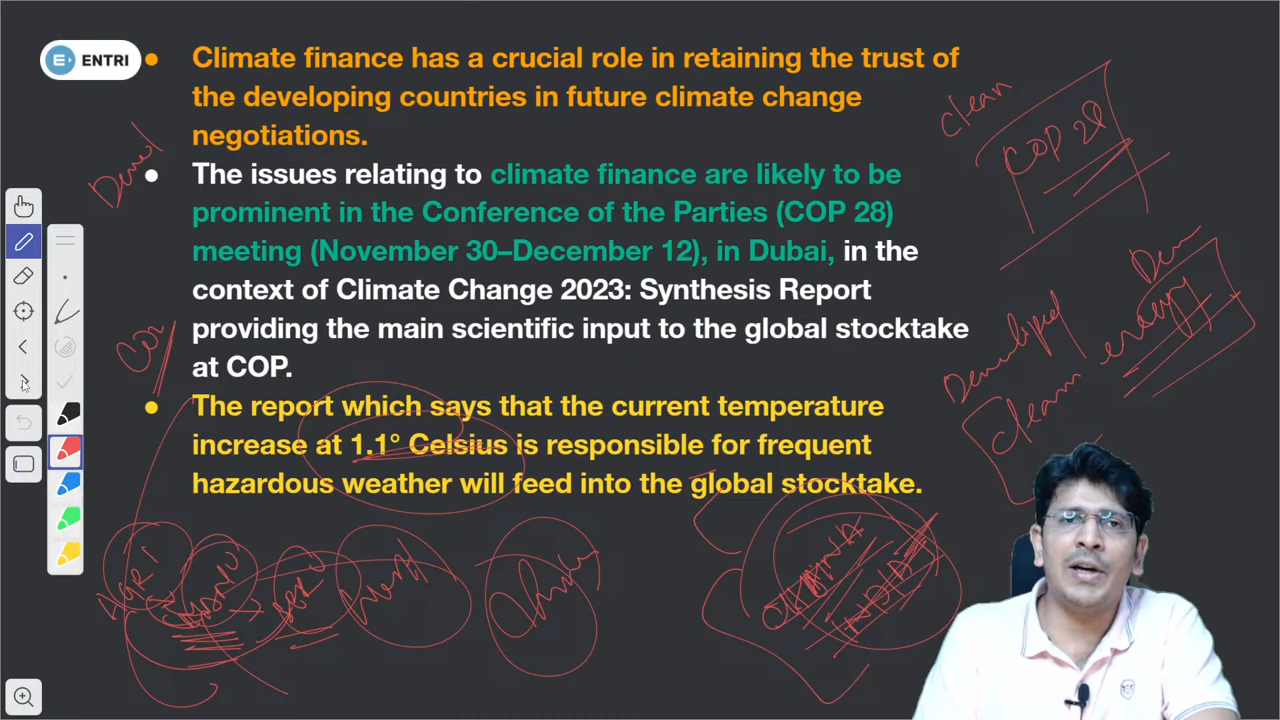 ENTRI
Climate finance has a crucial role in retaining the trust of
the developing countries in future climate change
negotiations.
The issues relating to climate finance are likely to be
prominent in the Conference of the Parties (COP 28)
meeting (November 30–December 12), in Dubai, in the
context of Climate Change 2023: Synthesis Report
providing the main scientific input to the global stocktake
at COP.
The report which says that the current temperature
increase at 1.1° Celsius is responsible for frequent
hazardous weather will feed into the global stocktake.
clean
COP 28
Developed
clean energy
INDIA